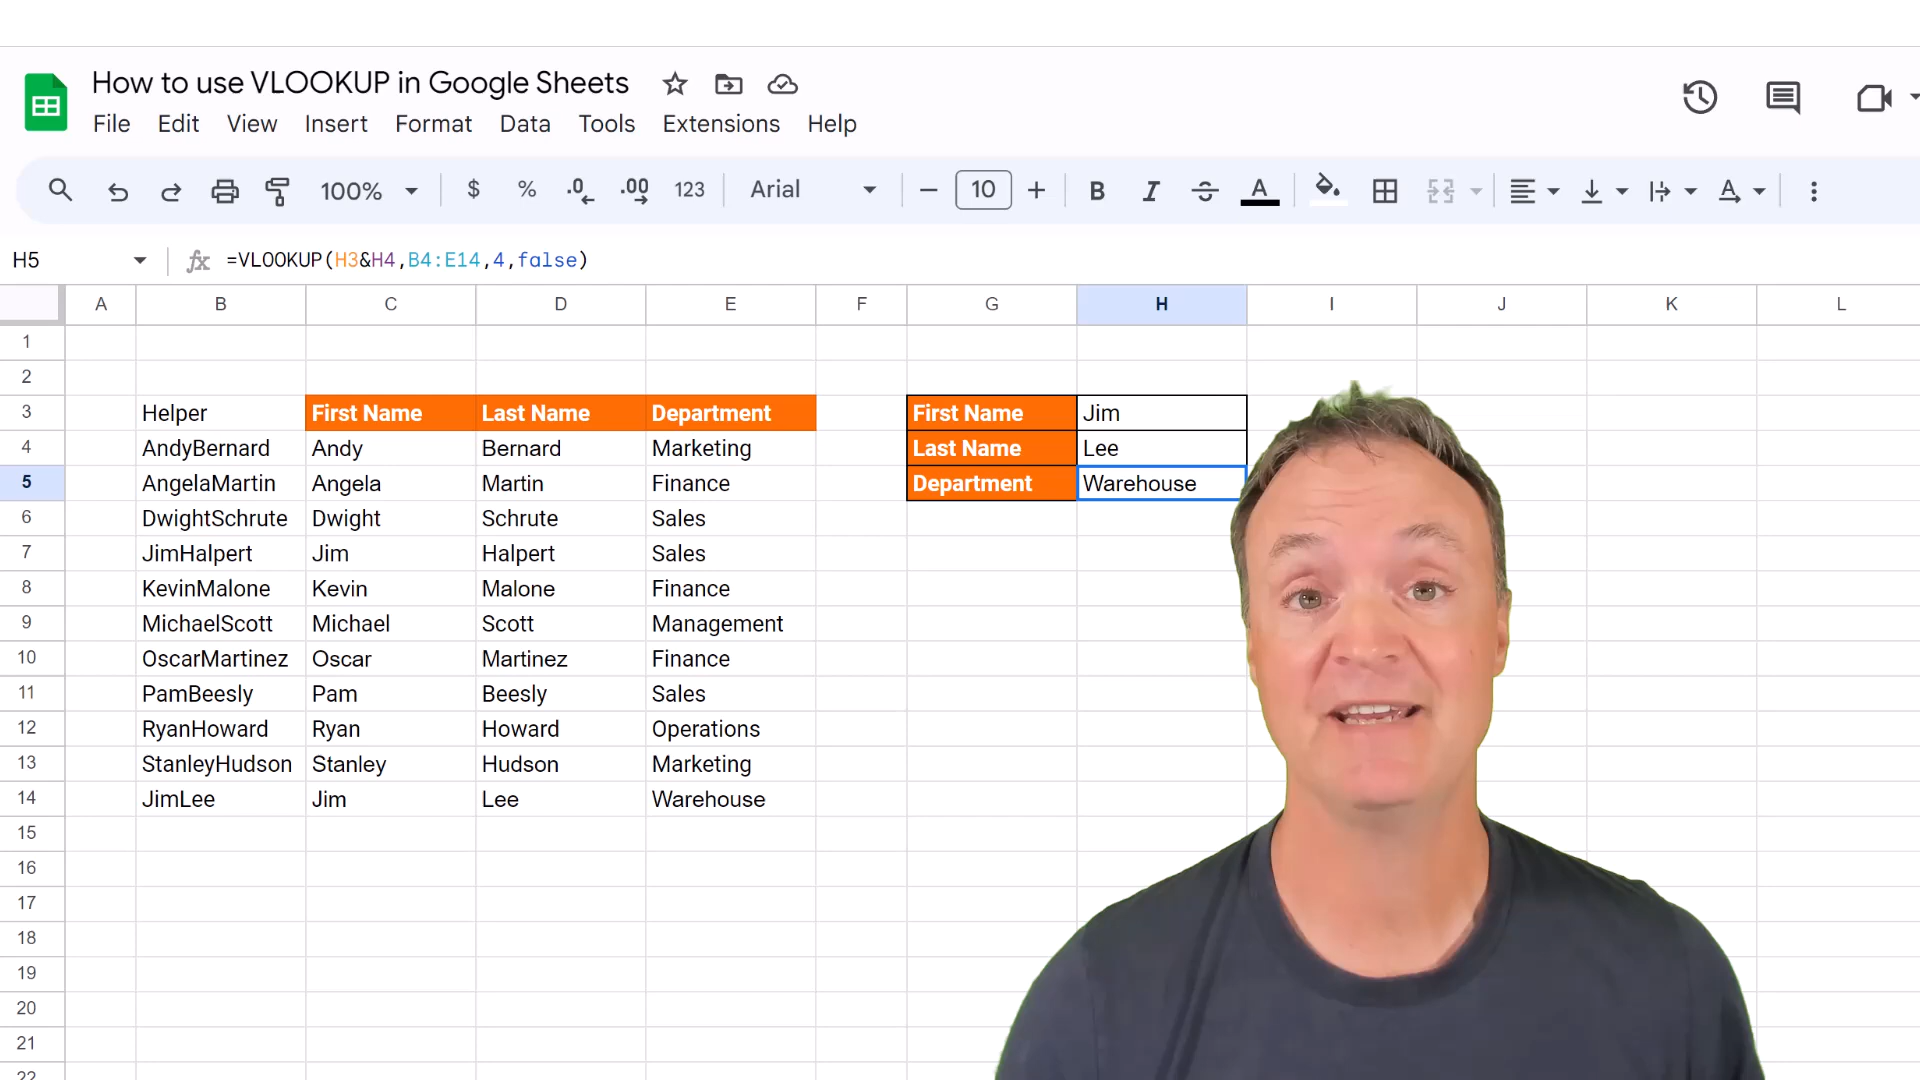 How to use VLOOKUP in Google Sheets
File Edit View Insert Format Data Tools Extensions Help
100% $ % .0 .00 123 Arial − 10 + B I S A A
H5 fx =VLOOKUP(H3&H4,B4:E14,4,false)
A B C D E F G H I J K L
1
2
3 Helper First Name Last Name Department First Name Jim
4 AndyBernard Andy Bernard Marketing Last Name Lee
5 AngelaMartin Angela Martin Finance Department Warehouse
6 DwightSchrute Dwight Schrute Sales
7 JimHalpert Jim Halpert Sales
8 KevinMalone Kevin Malone Finance
9 MichaelScott Michael Scott Management
10 OscarMartinez Oscar Martinez Finance
11 PamBeesly Pam Beesly Sales
12 RyanHoward Ryan Howard Operations
13 StanleyHudson Stanley Hudson Marketing
14 JimLee Jim Lee Warehouse
15
16
17
18
19
20
21
22